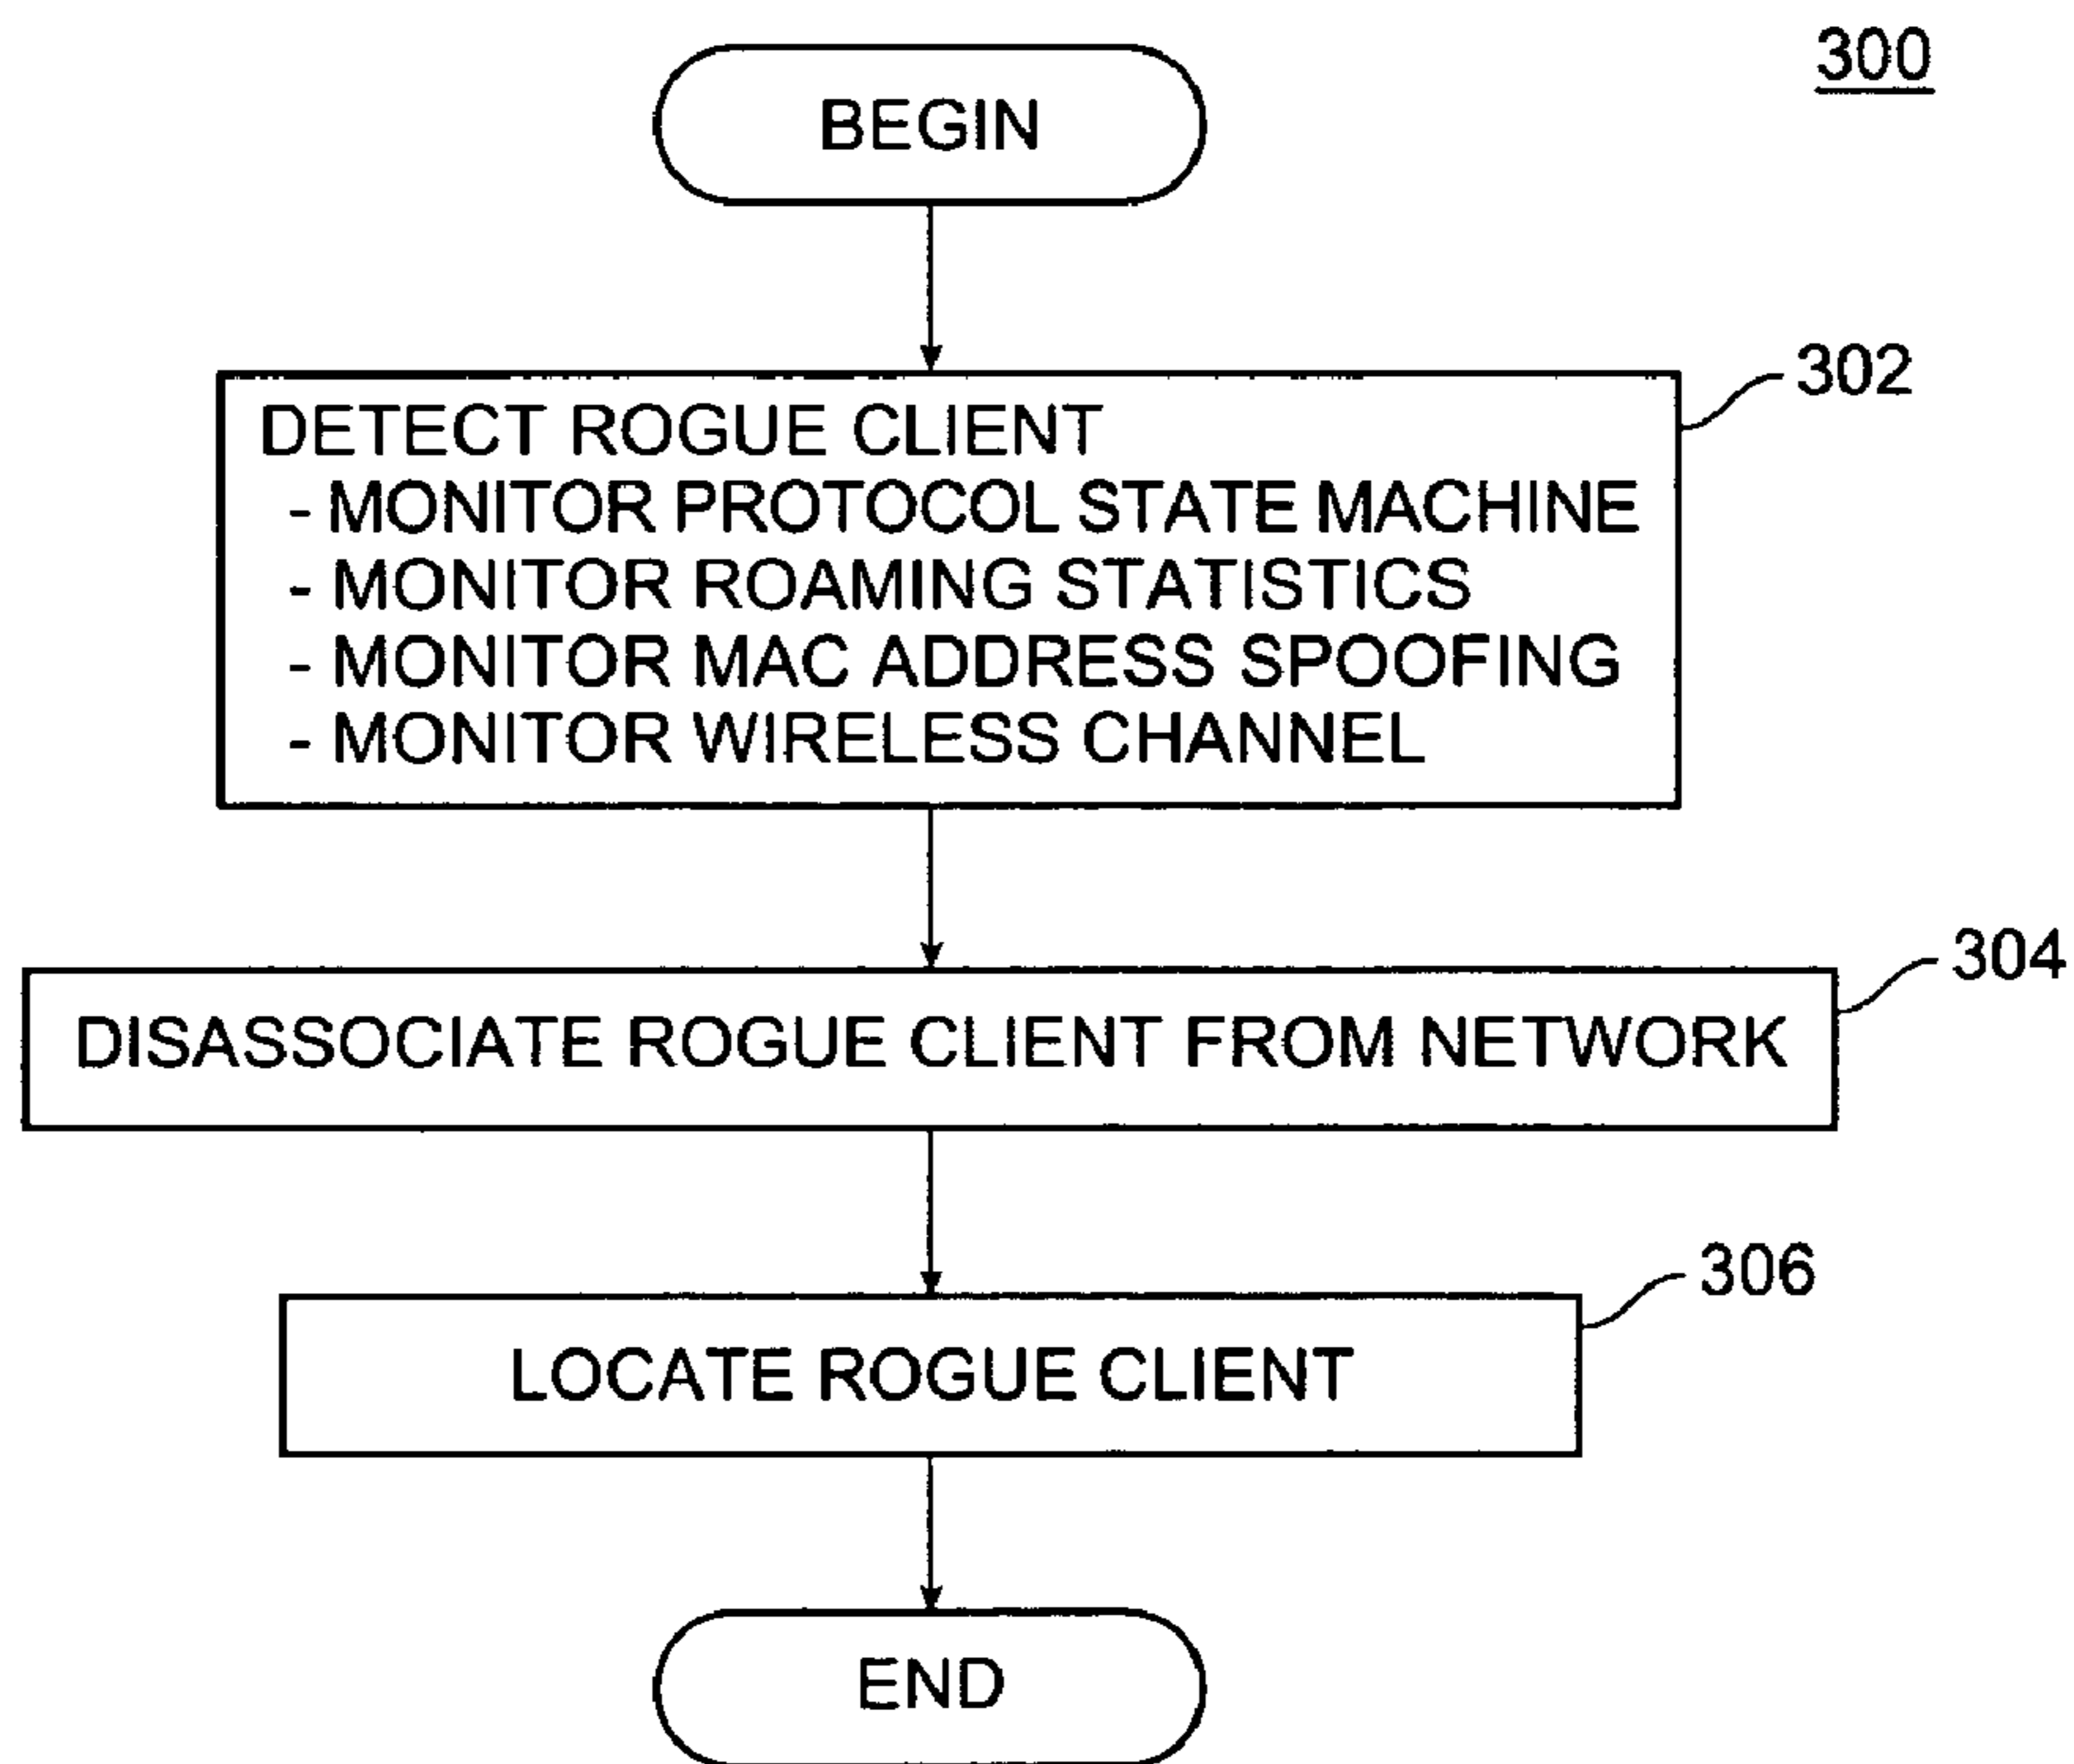 300
BEGIN
302
DETECT ROGUE CLIENT
- MONITOR PROTOCOL STATE MACHINE
- MONITOR ROAMING STATISTICS
- MONITOR MAC ADDRESS SPOOFING
- MONITOR WIRELESS CHANNEL
304
DISASSOCIATE ROGUE CLIENT FROM NETWORK
306
LOCATE ROGUE CLIENT
END